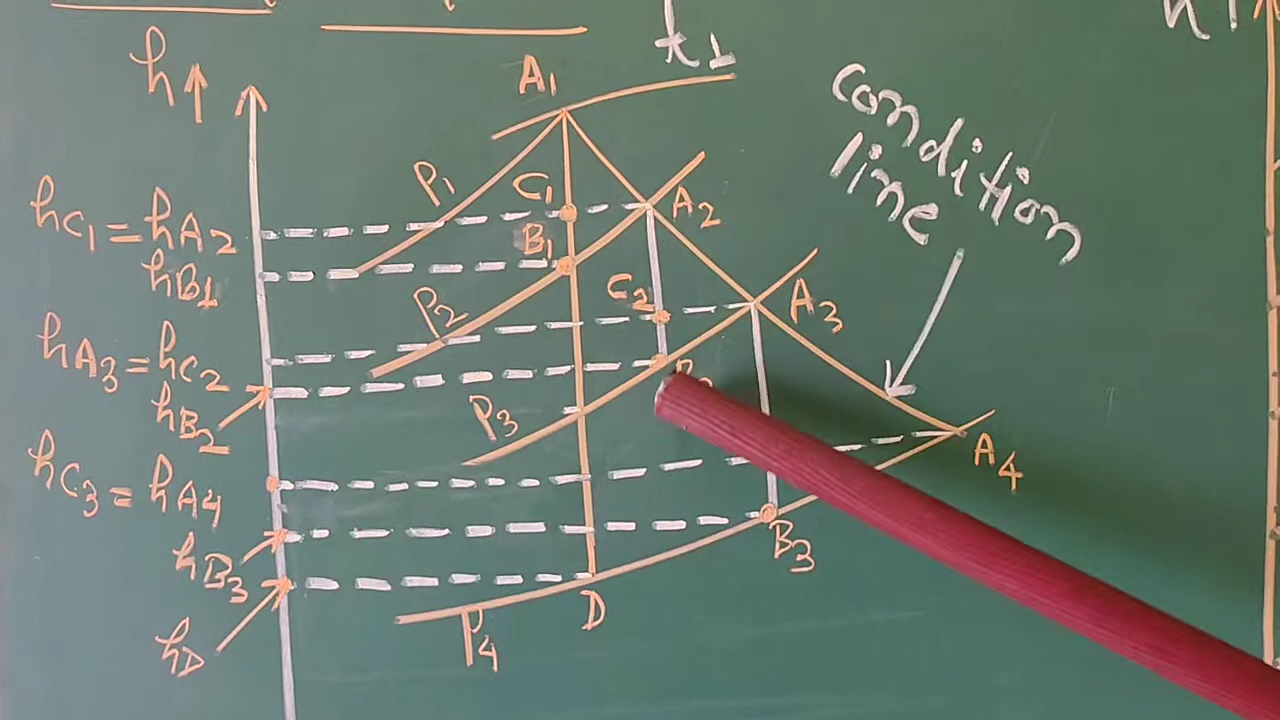 h
t₁
A₁
h↑
condition
line
P₁
C₁
A₂
hC₁ = hA₂
B₁
hB₁
C₂
P₂
A₃
hA₃ = hC₂
hB₂
P₃
hC₃ = hA₄
A₄
B₃
hB₃
D
P₄
hD